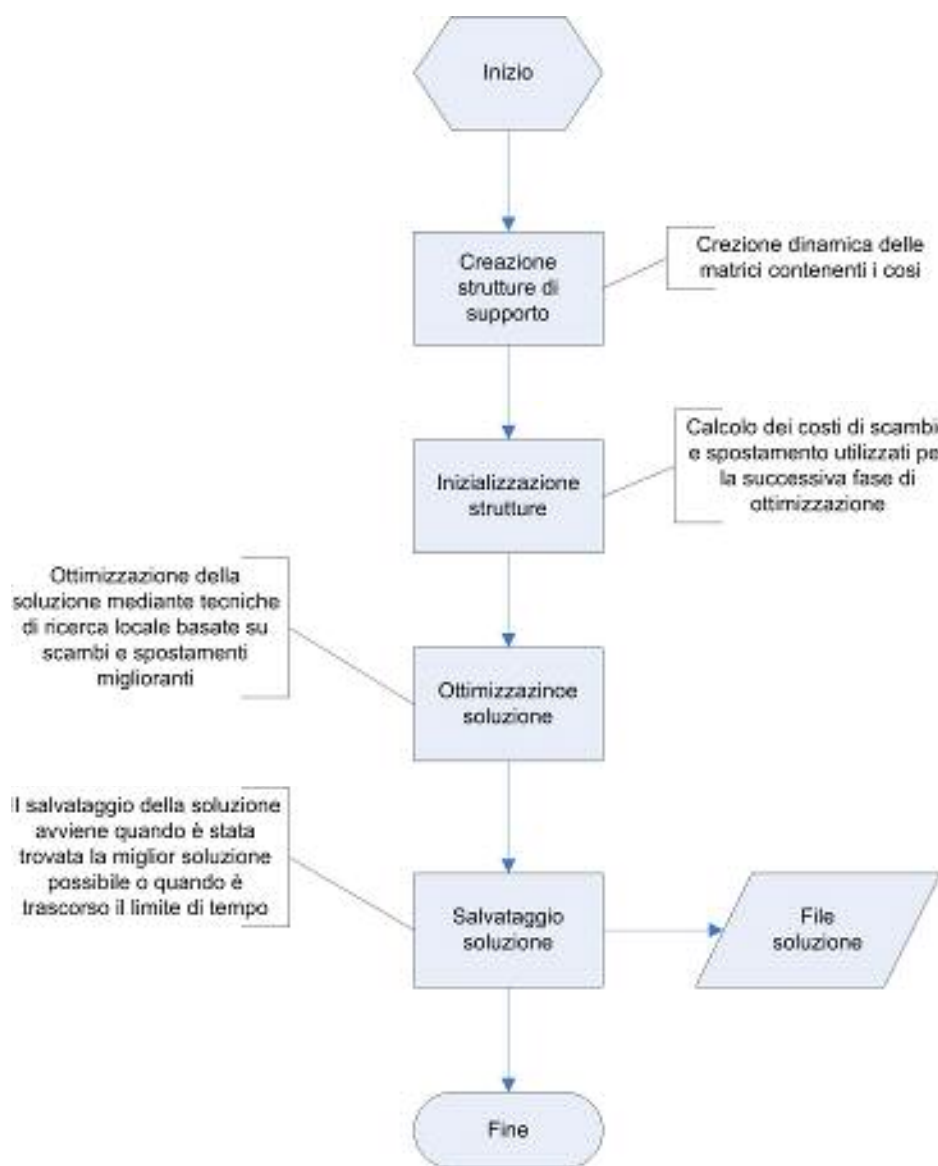 Inizio
Creazione
strutture di
supporto
Crezione dinamica delle
matrici contenenti i cosi
Inizializzazione
strutture
Calcolo dei costi di scambi
e spostamento utilizzati pe
la successiva fase di
ottimizzazione
Ottimizzazione della
soluzione mediante tecniche
di ricerca locale basate su
scambi e spostamenti
miglioranti
Ottimizzazinoe
soluzione
Il salvataggio della soluzione
avviene quando è stata
trovata la miglior soluzione
possibile o quando è
trascorso il limite di tempo
Salvataggio
soluzione
File
soluzione
Fine